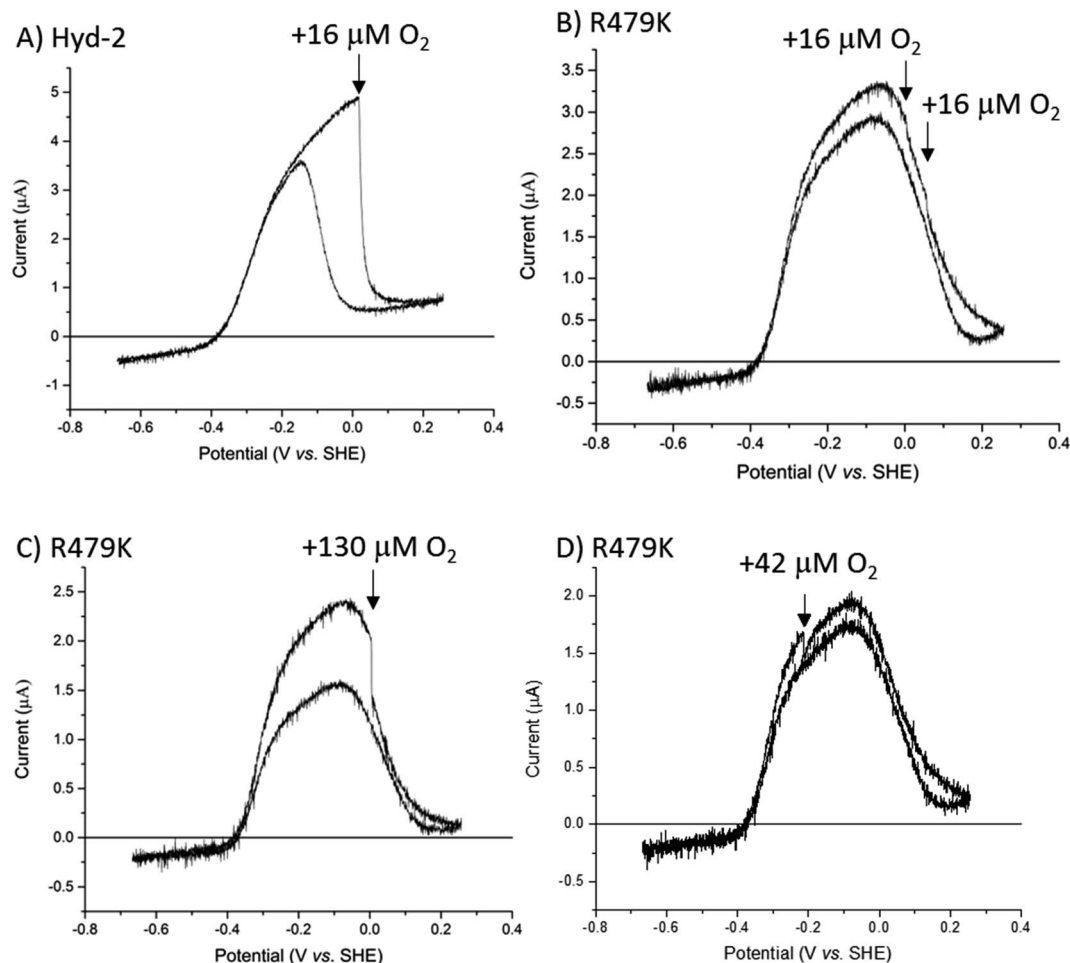 A) Hyd-2
+16 μM O2
5
4
3
2
1
0
-1
Current (μA)
-0.8 -0.6 -0.4 -0.2 0.0 0.2 0.4
Potential (V vs. SHE)
B) R479K
+16 μM O2
+16 μM O2
3.5
3.0
2.5
2.0
1.5
1.0
0.5
0.0
-0.5
Current (μA)
-0.8 -0.6 -0.4 -0.2 0.0 0.2 0.4
Potential (V vs. SHE)
C) R479K
+130 μM O2
2.5
2.0
1.5
1.0
0.5
0.0
-0.5
Current (μA)
-0.8 -0.6 -0.4 -0.2 0.0 0.2 0.4
Potential (V vs. SHE)
D) R479K
+42 μM O2
2.0
1.5
1.0
0.5
0.0
-0.5
Current (μA)
-0.8 -0.6 -0.4 -0.2 0.0 0.2 0.4
Potential (V vs. SHE)